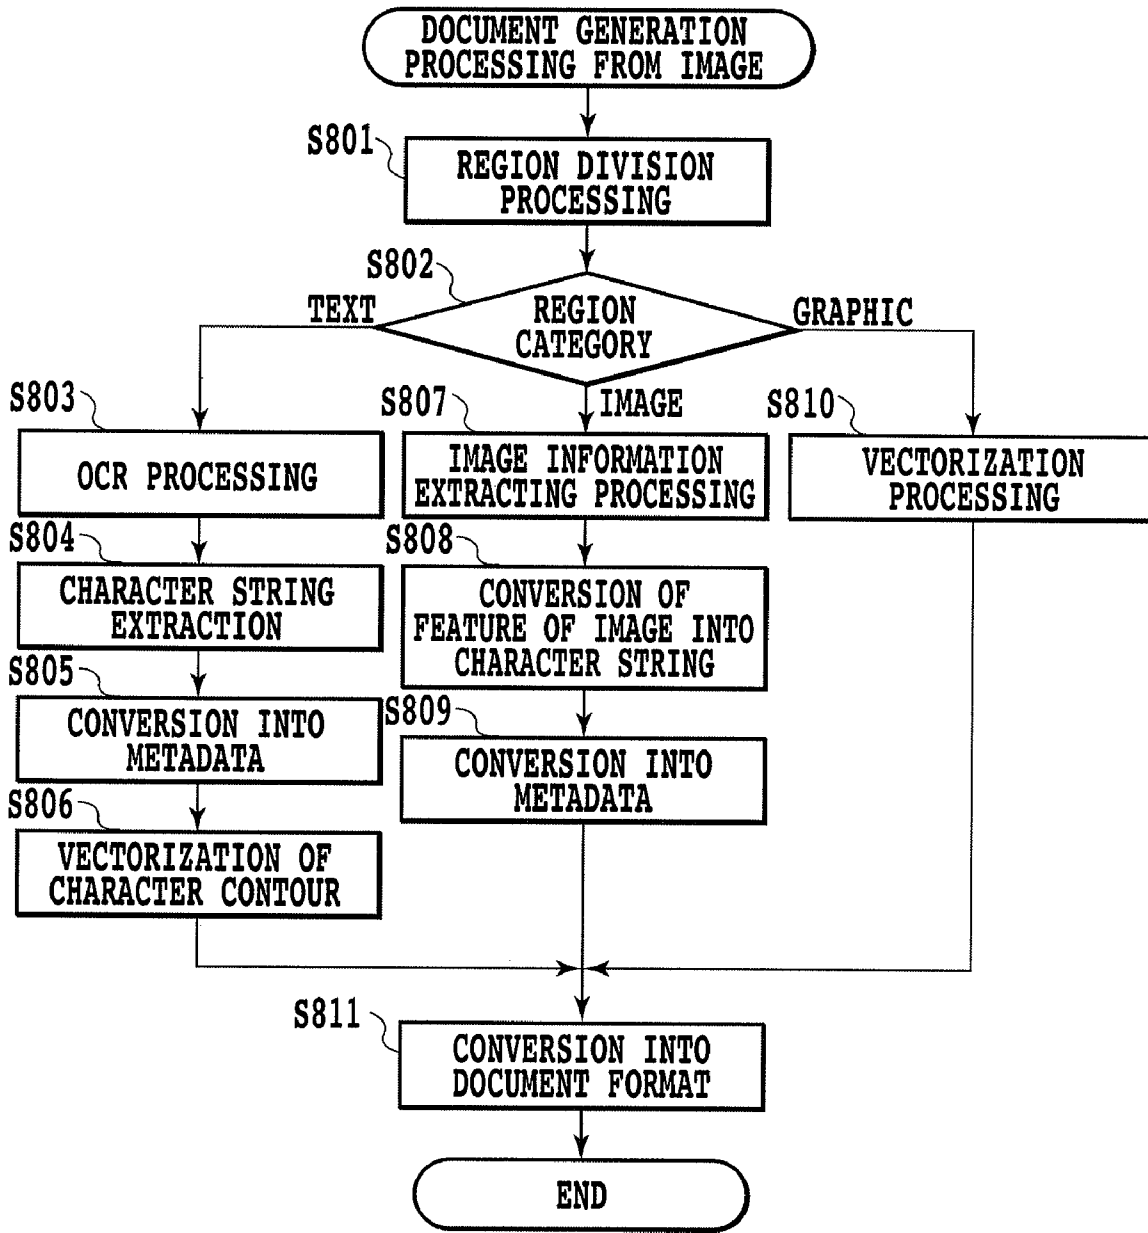 DOCUMENT GENERATION
PROCESSING FROM IMAGE
S801
REGION DIVISION
PROCESSING
S802
TEXT
REGION
CATEGORY
GRAPHIC
IMAGE
S803
OCR PROCESSING
S804
CHARACTER STRING
EXTRACTION
S805
CONVERSION INTO
METADATA
S806
VECTORIZATION OF
CHARACTER CONTOUR
S807
IMAGE INFORMATION
EXTRACTING PROCESSING
S808
CONVERSION OF
FEATURE OF IMAGE INTO
CHARACTER STRING
S809
CONVERSION INTO
METADATA
S810
VECTORIZATION
PROCESSING
S811
CONVERSION INTO
DOCUMENT FORMAT
END